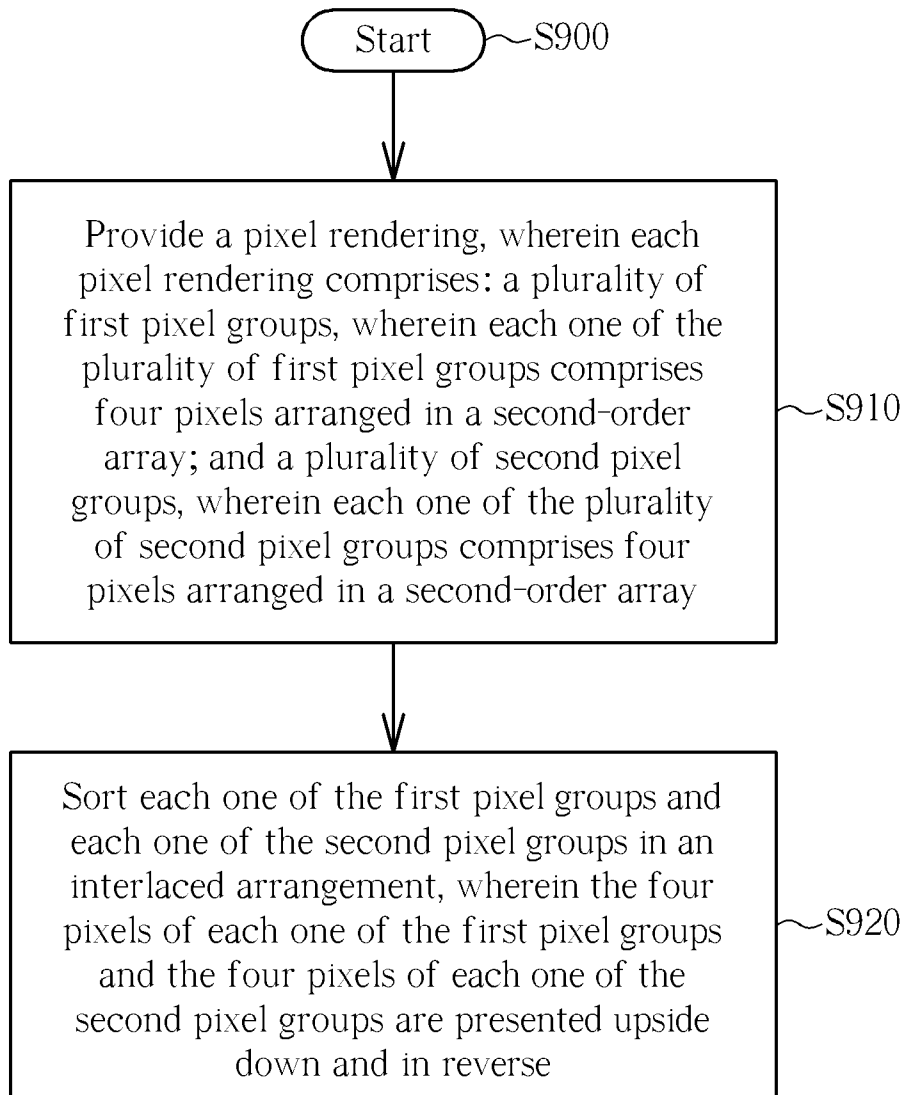 Start S900
Provide a pixel rendering, wherein each
pixel rendering comprises: a plurality of
first pixel groups, wherein each one of the
plurality of first pixel groups comprises
four pixels arranged in a second-order
array; and a plurality of second pixel
groups, wherein each one of the plurality
of second pixel groups comprises four
pixels arranged in a second-order array
S910
Sort each one of the first pixel groups and
each one of the second pixel groups in an
interlaced arrangement, wherein the four
pixels of each one of the first pixel groups
and the four pixels of each one of the
second pixel groups are presented upside
down and in reverse
S920